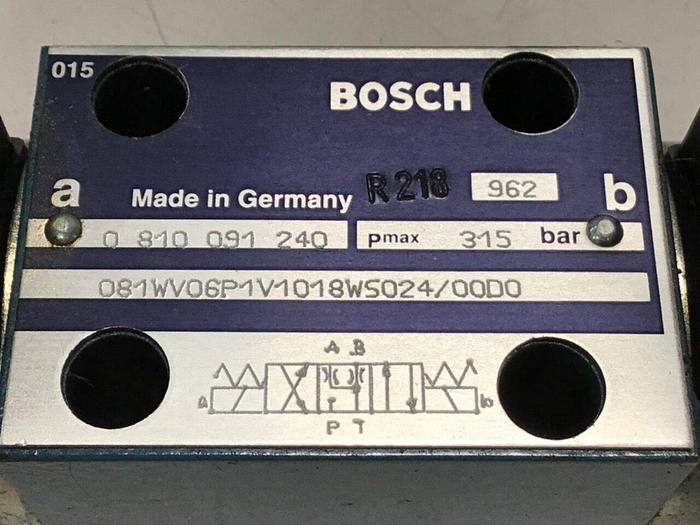 015
BOSCH
a Made in Germany R 218 962 b
0 810 091 240 pmax 315 bar
081WV06P1V1018WS024/00D0
A B
a b
P T